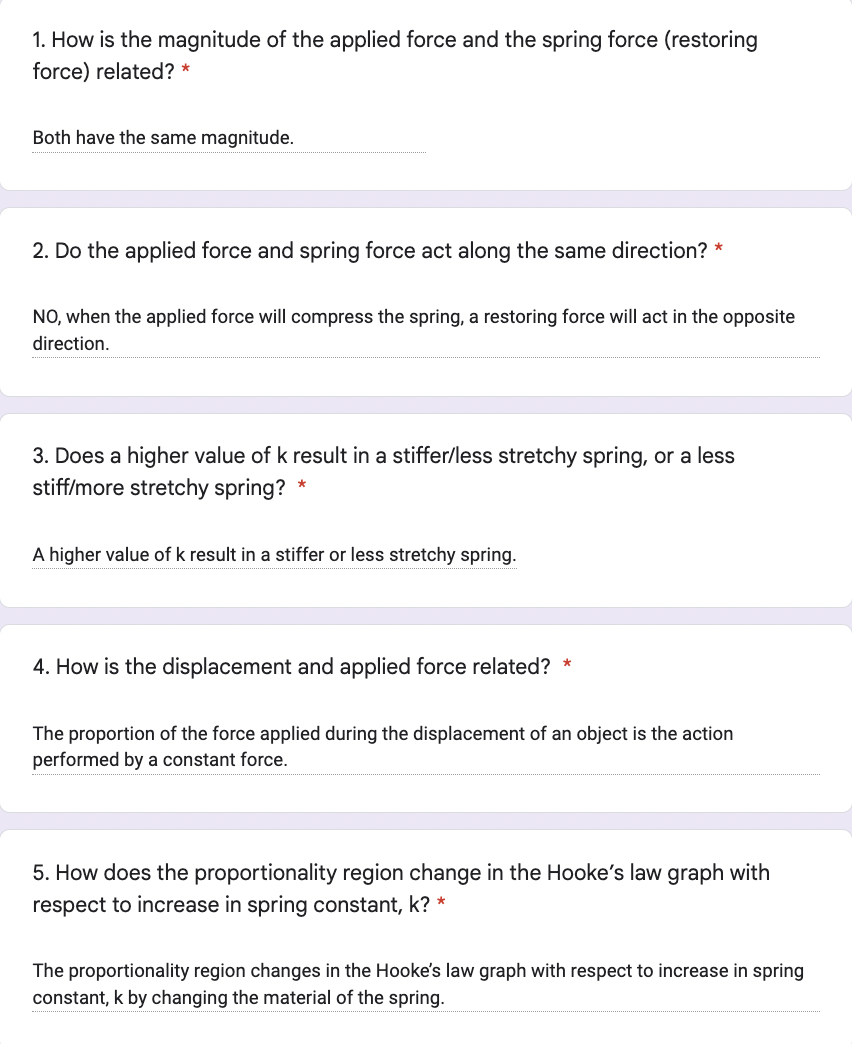 1. How is the magnitude of the applied force and the spring force (restoring
force) related? *
Both have the same magnitude.
2. Do the applied force and spring force act along the same direction? *
NO, when the applied force will compress the spring, a restoring force will act in the opposite
direction.
3. Does a higher value of k result in a stiffer/less stretchy spring, or a less
stiff/more stretchy spring? *
A higher value of k result in a stiffer or less stretchy spring.
4. How is the displacement and applied force related? *
The proportion of the force applied during the displacement of an object is the action
performed by a constant force.
5. How does the proportionality region change in the Hooke’s law graph with
respect to increase in spring constant, k? *
The proportionality region changes in the Hooke’s law graph with respect to increase in spring
constant, k by changing the material of the spring.